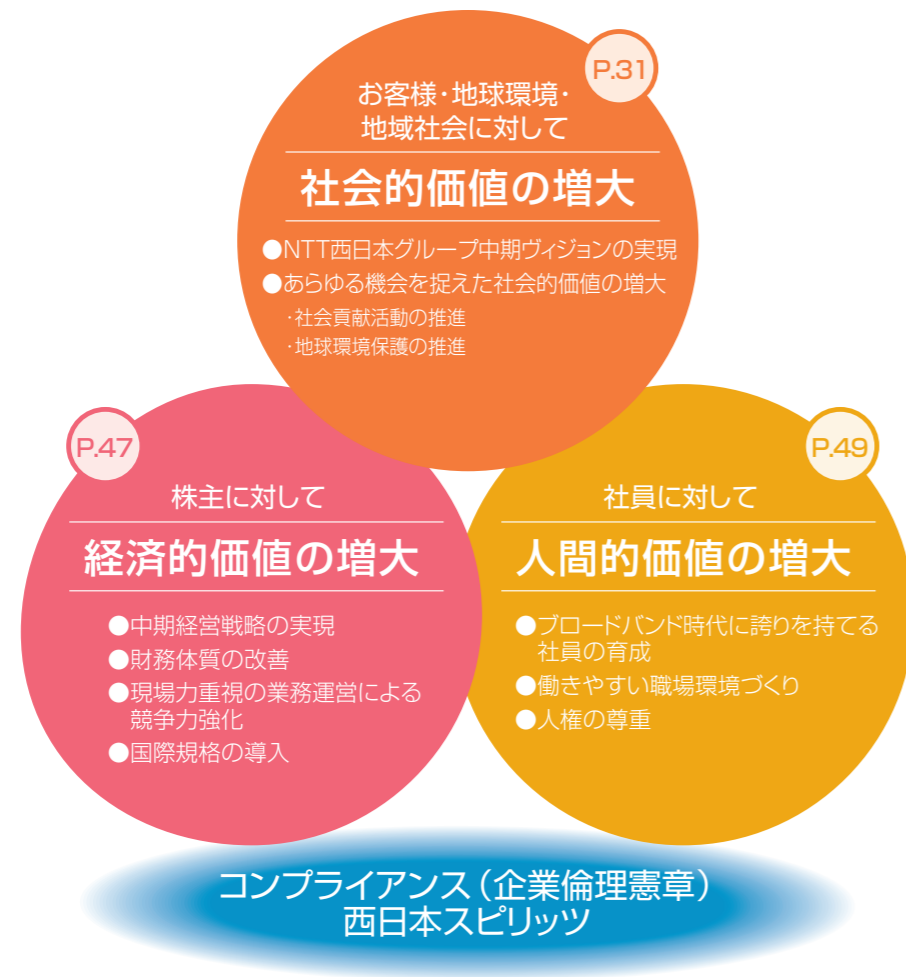 P.31
お客様・地球環境・
地域社会に対して
社会的価値の増大
●NTT西日本グループ中期ヴィジョンの実現
●あらゆる機会を捉えた社会的価値の増大
・社会貢献活動の推進
・地球環境保護の推進
P.47
株主に対して
経済的価値の増大
●中期経営戦略の実現
●財務体質の改善
●現場力重視の業務運営による
競争力強化
●国際規格の導入
P.49
社員に対して
人間的価値の増大
●ブロードバンド時代に誇りを持てる
社員の育成
●働きやすい職場環境づくり
●人権の尊重
コンプライアンス（企業倫理憲章）
西日本スピリッツ